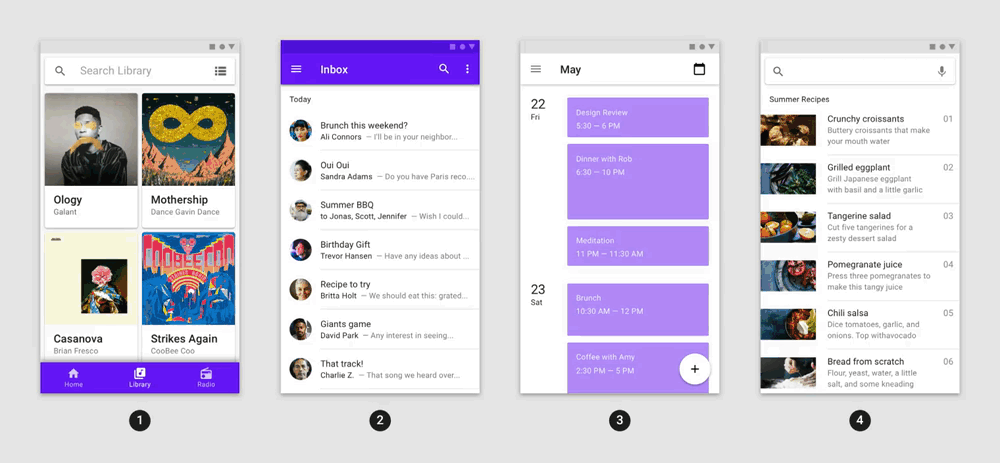 Search Library
Ology
Galant
Mothership
Dance Gavin Dance
Casanova
Brian Fresco
Strikes Again
CooBee Coo
Home
Library
Radio
1
Inbox
Today
Brunch this weekend?
Ali Connors — I'll be in your neighbor...
Oui Oui
Sandra Adams — Do you have Paris reco...
Summer BBQ
to Jonas, Scott, Jennifer — Wish I could...
Birthday Gift
Trevor Hansen — Have any ideas about ...
Recipe to try
Britta Holt — We should eat this: grated...
Giants game
David Park — Any interest in seeing...
That track!
Charlie Z. — That song we heard over...
2
May
22
Fri
Design Review
5:30 — 6 PM
Dinner with Rob
6:30 — 10 PM
Meditation
11 PM — 11:30 AM
23
Sat
Brunch
10:30 AM — 12 PM
Coffee with Amy
2:30 PM — 5 PM
3
Summer Recipes
Crunchy croissants 01
Buttery croissants that make
your mouth water
Grilled eggplant 02
Grill Japanese eggplant
with basil and a little garlic
Tangerine salad 03
Cut five tangerines for a
zesty dessert salad
Pomegranate juice 04
Press three pomegranates to
make this tangy juice
Chili salsa 05
Dice tomatoes, garlic, and
onions. Top withavocado
Bread from scratch 06
Flour, yeast, water, a little
salt, and some kneading
4